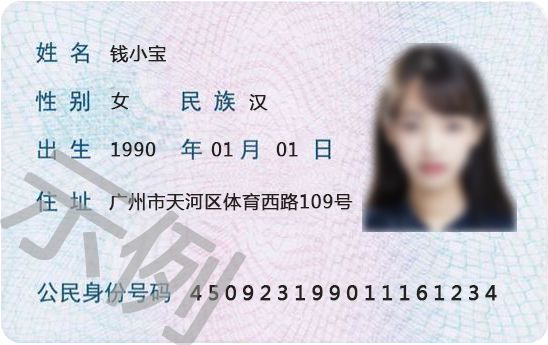 姓名 钱小宝
性别 女 民族 汉
出生 1990 年 01 月 01 日
住址 广州市天河区体育西路109号
公民身份号码 450923199011161234
示例